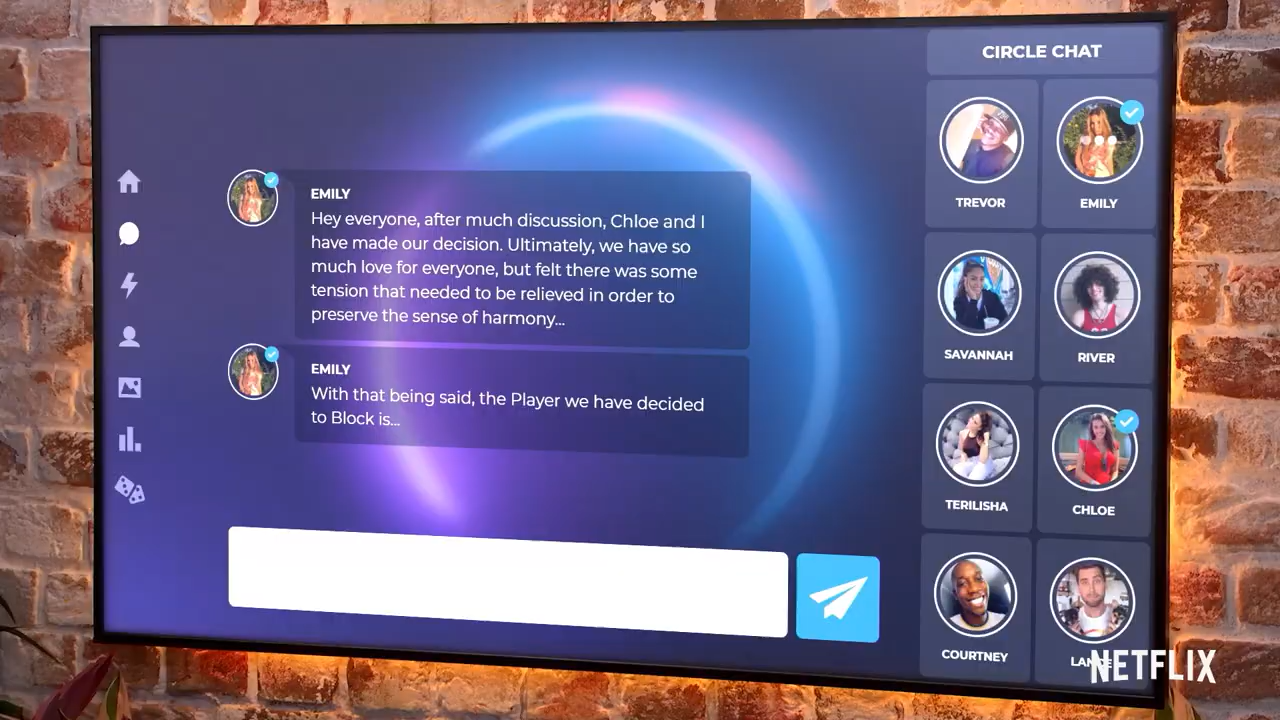 CIRCLE CHAT
EMILY
Hey everyone, after much discussion, Chloe and I
have made our decision. Ultimately, we have so
much love for everyone, but felt there was some
tension that needed to be relieved in order to
preserve the sense of harmony...
EMILY
With that being said, the Player we have decided
to Block is...
TREVOR
EMILY
SAVANNAH
RIVER
TERILISHA
CHLOE
COURTNEY
NETFLIX